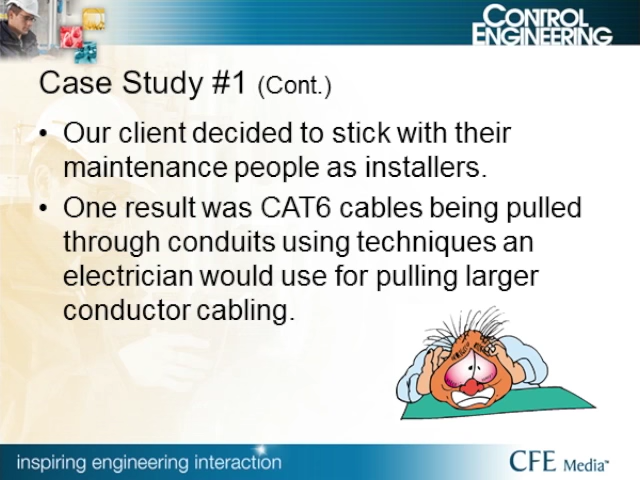 CONTROL
ENGINEERING
Case Study #1 (Cont.)
• Our client decided to stick with their
maintenance people as installers.
• One result was CAT6 cables being pulled
through conduits using techniques an
electrician would use for pulling larger
conductor cabling.
inspiring engineering interaction
CFE Media™